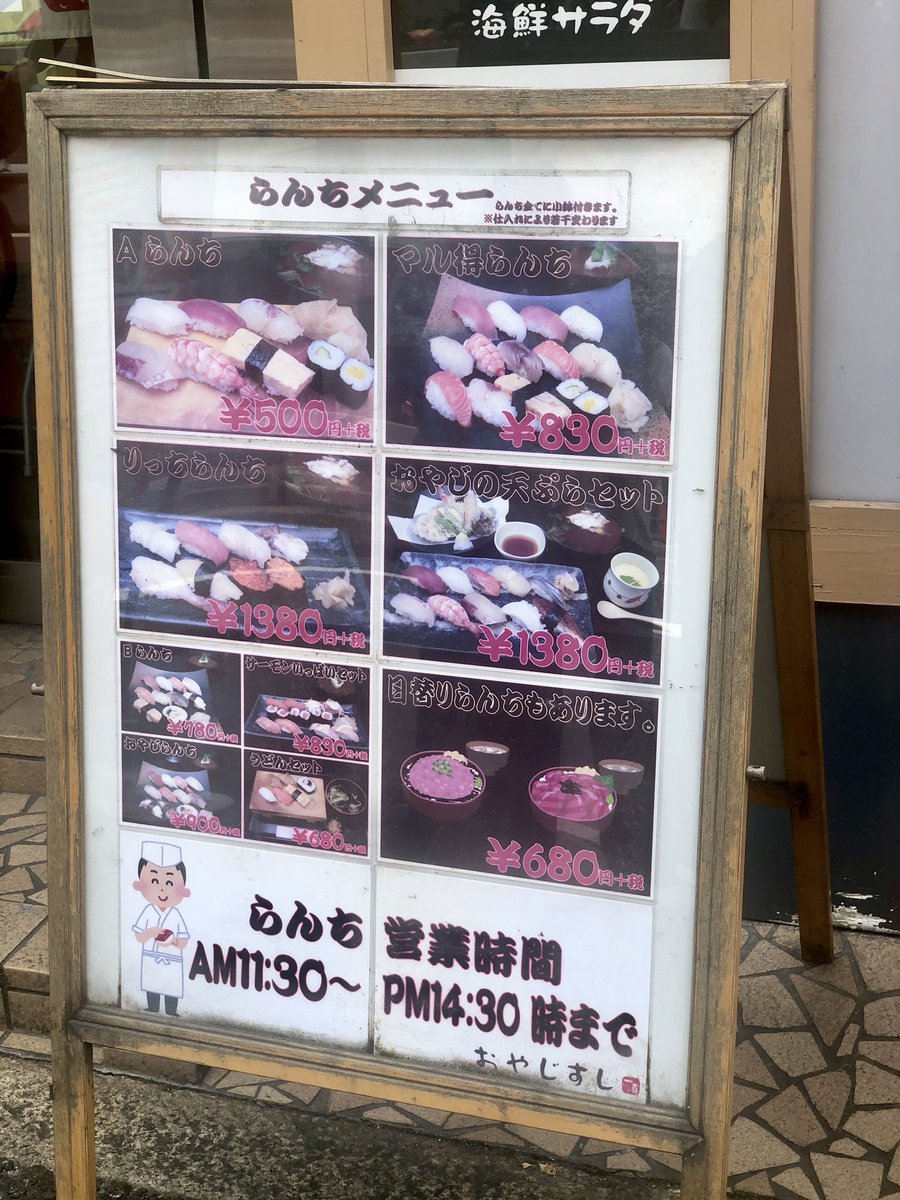 海鮮サラダ
らんちメニュー
らんち全てに小鉢付きます。
※仕入れにより若干変わります
Aらんち
¥500円+税
マル得らんち
¥830円+税
りっちらんち
¥1380円+税
おやじの天ぷらセット
¥1380円+税
Bらんち
¥780円+税
サーモンいっぱいセット
¥830円+税
おやじらんち
¥900円+税
うどんセット
¥680円+税
日替りらんちもあります。
¥680円+税
らんち 営業時間
AM11:30～ PM14:30時まで
おやじすし